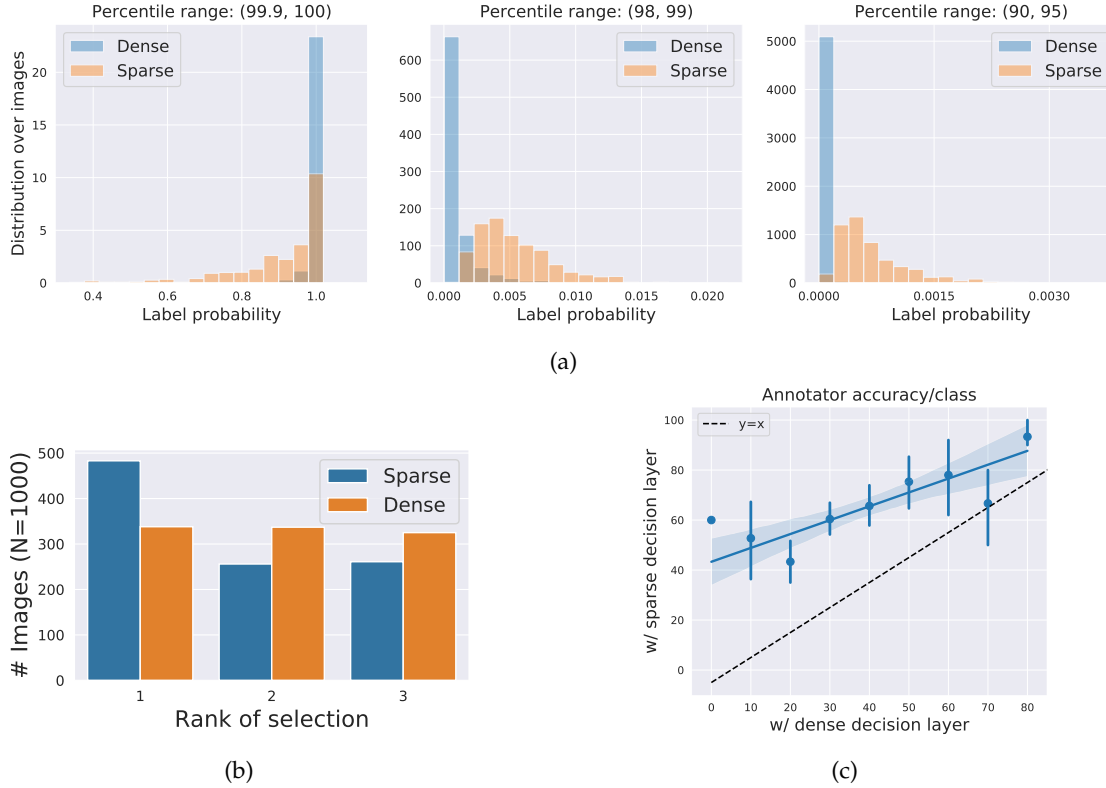 Percentile range: (99.9, 100)
Percentile range: (98, 99)
Percentile range: (90, 95)
Distribution over images
Dense
Sparse
Dense
Sparse
Dense
Sparse
20
15
10
5
0
600
500
400
300
200
100
0
5000
4000
3000
2000
1000
0
0.4 0.6 0.8 1.0
0.000 0.005 0.010 0.015 0.020
0.0000 0.0015 0.0030
Label probability
Label probability
Label probability
(a)
# Images (N=1000)
500
400
300
200
100
0
Sparse
Dense
1 2 3
Rank of selection
(b)
Annotator accuracy/class
y=x
w/ sparse decision layer
100
80
60
40
20
0
0 10 20 30 40 50 60 70 80
w/ dense decision layer
(c)